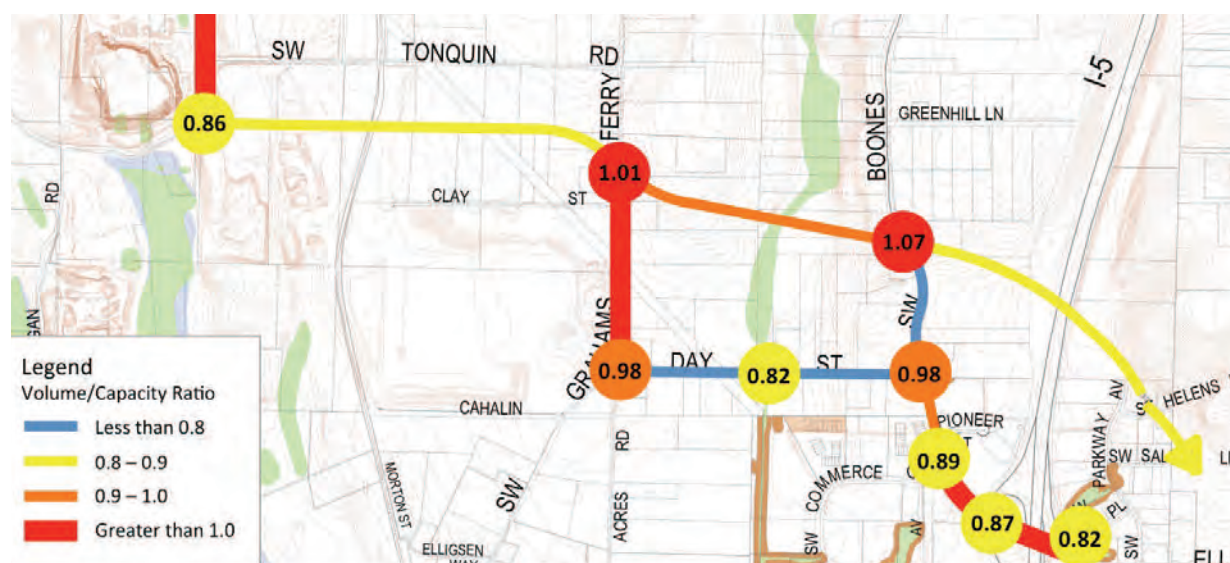 SW TONQUIN RD
I-5
0.86
FERRY
BOONES
GREENHILL LN
1.01
RD
CLAY ST
1.07
SW
GRAHAMS
0.98
DAY ST
0.82
0.98
AV
HELENS
CAHALIN
PIONEER
PARKWAY
Legend
Volume/Capacity Ratio
Less than 0.8
0.8 – 0.9
0.9 – 1.0
Greater than 1.0
RD
0.89
SW SAL
COMMERCE
MORTON ST
SW
ACRES
0.87
0.82
PL
SW
AV
SW
ELLIGSEN